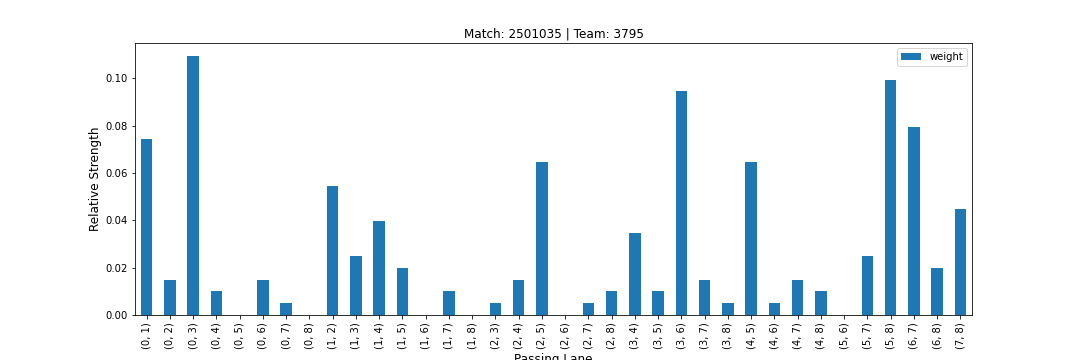 Match: 2501035 | Team: 3795
weight
Relative Strength
0.10
0.08
0.06
0.04
0.02
0.00
(0, 1) (0, 2) (0, 3) (0, 4) (0, 5) (0, 6) (0, 7) (0, 8) (1, 2) (1, 3) (1, 4) (1, 5) (1, 6) (1, 7) (1, 8) (2, 3) (2, 4) (2, 5) (2, 6) (2, 7) (2, 8) (3, 4) (3, 5) (3, 6) (3, 7) (3, 8) (4, 5) (4, 6) (4, 7) (4, 8) (5, 6) (5, 7) (5, 8) (6, 7) (6, 8) (7, 8)
Passing Lane